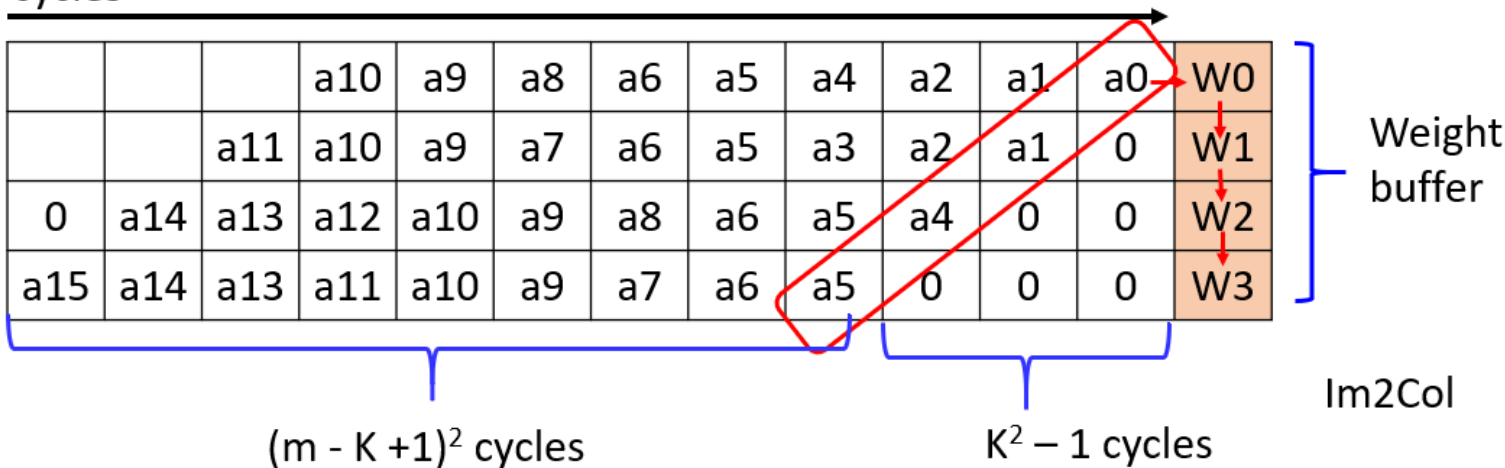 a10 a9 a8 a6 a5 a4 a2 a1 a0 W0
a11 a10 a9 a7 a6 a5 a3 a2 a1 0 W1
0 a14 a13 a12 a10 a9 a8 a6 a5 a4 0 0 W2
a15 a14 a13 a11 a10 a9 a7 a6 a5 0 0 0 W3
Weight
buffer
Im2Col
(m - K +1)² cycles
K² – 1 cycles